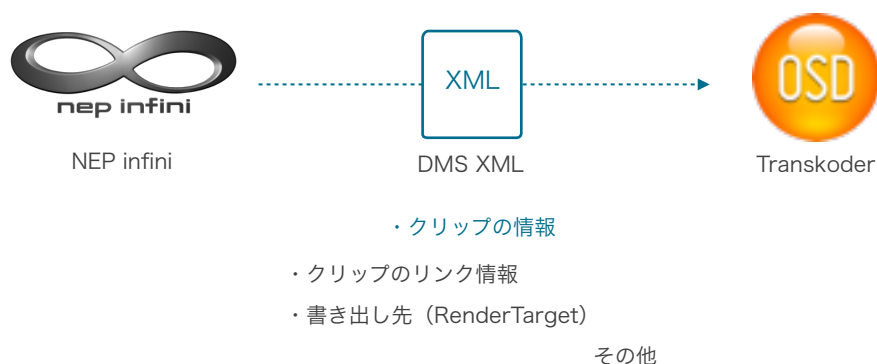 XML
OSD
nep infini
NEP infini
DMS XML
Transkoder
・クリップの情報
・クリップのリンク情報
・書き出し先（RenderTarget）
その他